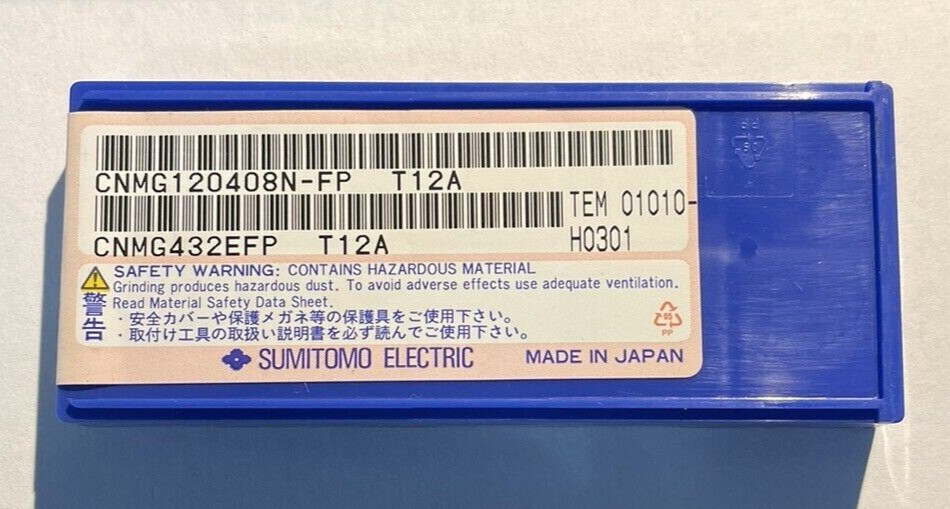 CNMG120408N-FP T12A
TEM 01010-
CNMG432EFP T12A
H0301
SAFETY WARNING: CONTAINS HAZARDOUS MATERIAL
Grinding produces hazardous dust. To avoid adverse effects use adequate ventilation.
Read Material Safety Data Sheet.
警告
・安全カバーや保護メガネ等の保護具をご使用下さい。
・取付け工具の取扱い説明書を必ず読んでご使用下さい。
PP
SUMITOMO ELECTRIC MADE IN JAPAN